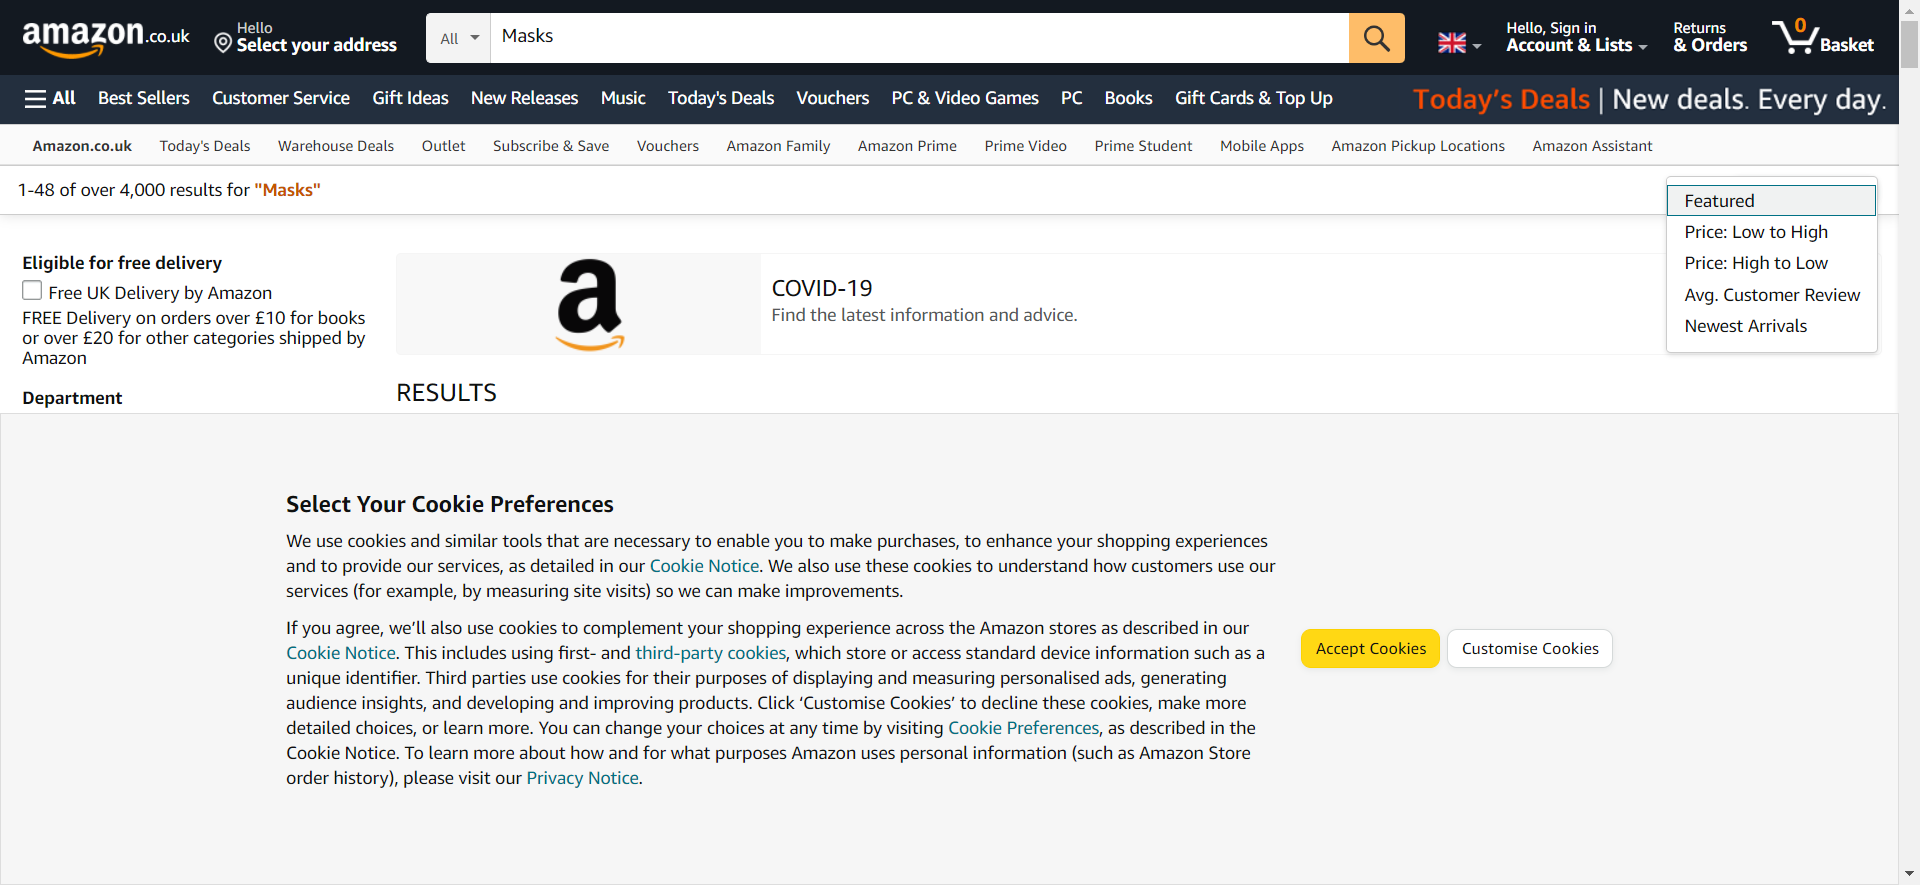 amazon.co.uk
Hello
Select your address
All
Masks
Hello, Sign in
Account & Lists
Returns
& Orders
0
Basket
All
Best Sellers
Customer Service
Gift Ideas
New Releases
Music
Today's Deals
Vouchers
PC & Video Games
PC
Books
Gift Cards & Top Up
Today's Deals | New deals. Every day.
Amazon.co.uk
Today's Deals
Warehouse Deals
Outlet
Subscribe & Save
Vouchers
Amazon Family
Amazon Prime
Prime Video
Prime Student
Mobile Apps
Amazon Pickup Locations
Amazon Assistant
1-48 of over 4,000 results for "Masks"
Featured
Price: Low to High
Price: High to Low
Avg. Customer Review
Newest Arrivals
Eligible for free delivery
Free UK Delivery by Amazon
FREE Delivery on orders over £10 for books
or over £20 for other categories shipped by
Amazon
Department
a
COVID-19
Find the latest information and advice.
RESULTS
Select Your Cookie Preferences
We use cookies and similar tools that are necessary to enable you to make purchases, to enhance your shopping experiences
and to provide our services, as detailed in our Cookie Notice. We also use these cookies to understand how customers use our
services (for example, by measuring site visits) so we can make improvements.
If you agree, we’ll also use cookies to complement your shopping experience across the Amazon stores as described in our
Cookie Notice. This includes using first- and third-party cookies, which store or access standard device information such as a
unique identifier. Third parties use cookies for their purposes of displaying and measuring personalised ads, generating
audience insights, and developing and improving products. Click ‘Customise Cookies’ to decline these cookies, make more
detailed choices, or learn more. You can change your choices at any time by visiting Cookie Preferences, as described in the
Cookie Notice. To learn more about how and for what purposes Amazon uses personal information (such as Amazon Store
order history), please visit our Privacy Notice.
Accept Cookies
Customise Cookies